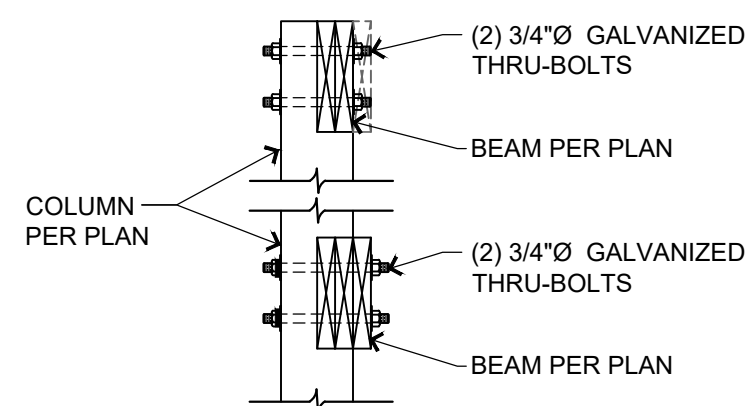 (2) 3/4"Ø GALVANIZED
THRU-BOLTS
BEAM PER PLAN
COLUMN
PER PLAN
(2) 3/4"Ø GALVANIZED
THRU-BOLTS
BEAM PER PLAN